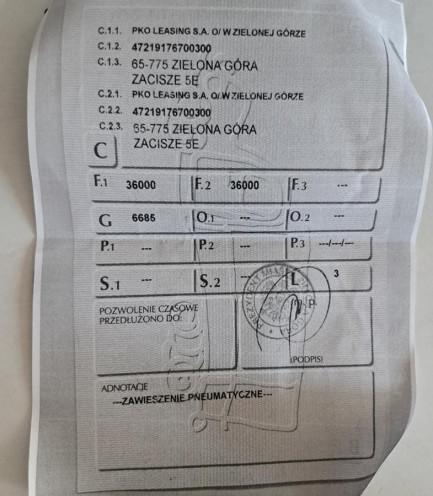 C.1.1. PKO LEASING S.A. O/ W ZIELONEJ GÓRZE
C.1.2. 47219176700300
C.1.3. 65-775 ZIELONA GÓRA
ZACISZE 5E
C.2.1. PKO LEASING S.A. O/ W ZIELONEJ GÓRZE
C.2.2. 47219176700300
C.2.3. 65-775 ZIELONA GÓRA
ZACISZE 5E
C
F.1 36000 F.2 36000 F.3 ---
G 6685 O.1 --- O.2 ---
P.1 --- P.2 --- P.3 ---/---/---
S.1 --- S.2 --- L 3
POZWOLENIE CZASOWE
PRZEDŁUŻONO DO:
(PODPIS)
ADNOTACJE
---ZAWIESZENIE PNEUMATYCZNE---